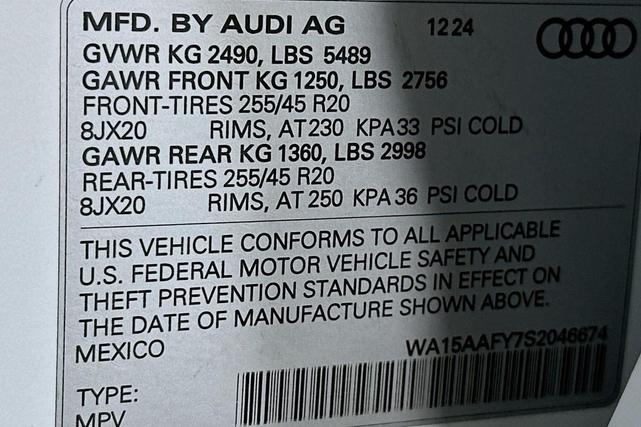 MFD. BY AUDI AG 12 24
GVWR KG 2490, LBS 5489
GAWR FRONT KG 1250, LBS 2756
FRONT-TIRES 255/45 R20
8JX20 RIMS, AT 230 KPA 33 PSI COLD
GAWR REAR KG 1360, LBS 2998
REAR-TIRES 255/45 R20
8JX20 RIMS, AT 250 KPA 36 PSI COLD
THIS VEHICLE CONFORMS TO ALL APPLICABLE
U.S. FEDERAL MOTOR VEHICLE SAFETY AND
THEFT PREVENTION STANDARDS IN EFFECT ON
THE DATE OF MANUFACTURE SHOWN ABOVE.
MEXICO WA15AAFY7S2046674
TYPE:
MPV